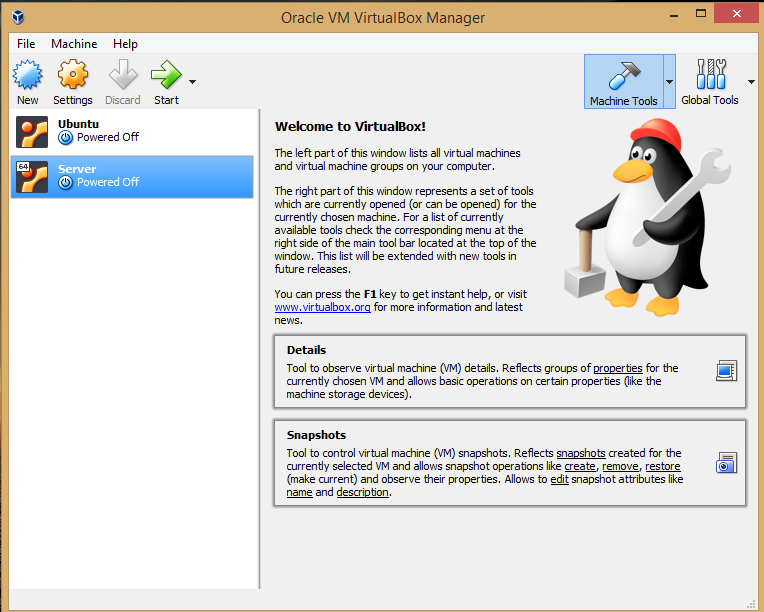 Oracle VM VirtualBox Manager
File Machine Help
New Settings Discard Start
Machine Tools Global Tools
Ubuntu
Powered Off
64
Server
Powered Off
Welcome to VirtualBox!
The left part of this window lists all virtual machines
and virtual machine groups on your computer.
The right part of this window represents a set of tools
which are currently opened (or can be opened) for the
currently chosen machine. For a list of currently
available tools check the corresponding menu at the
right side of the main tool bar located at the top of the
window. This list will be extended with new tools in
future releases.
You can press the F1 key to get instant help, or visit
www.virtualbox.org for more information and latest
news.
Details
Tool to observe virtual machine (VM) details. Reflects groups of properties for the
currently chosen VM and allows basic operations on certain properties (like the
machine storage devices).
Snapshots
Tool to control virtual machine (VM) snapshots. Reflects snapshots created for the
currently selected VM and allows snapshot operations like create, remove, restore
(make current) and observe their properties. Allows to edit snapshot attributes like
name and description.